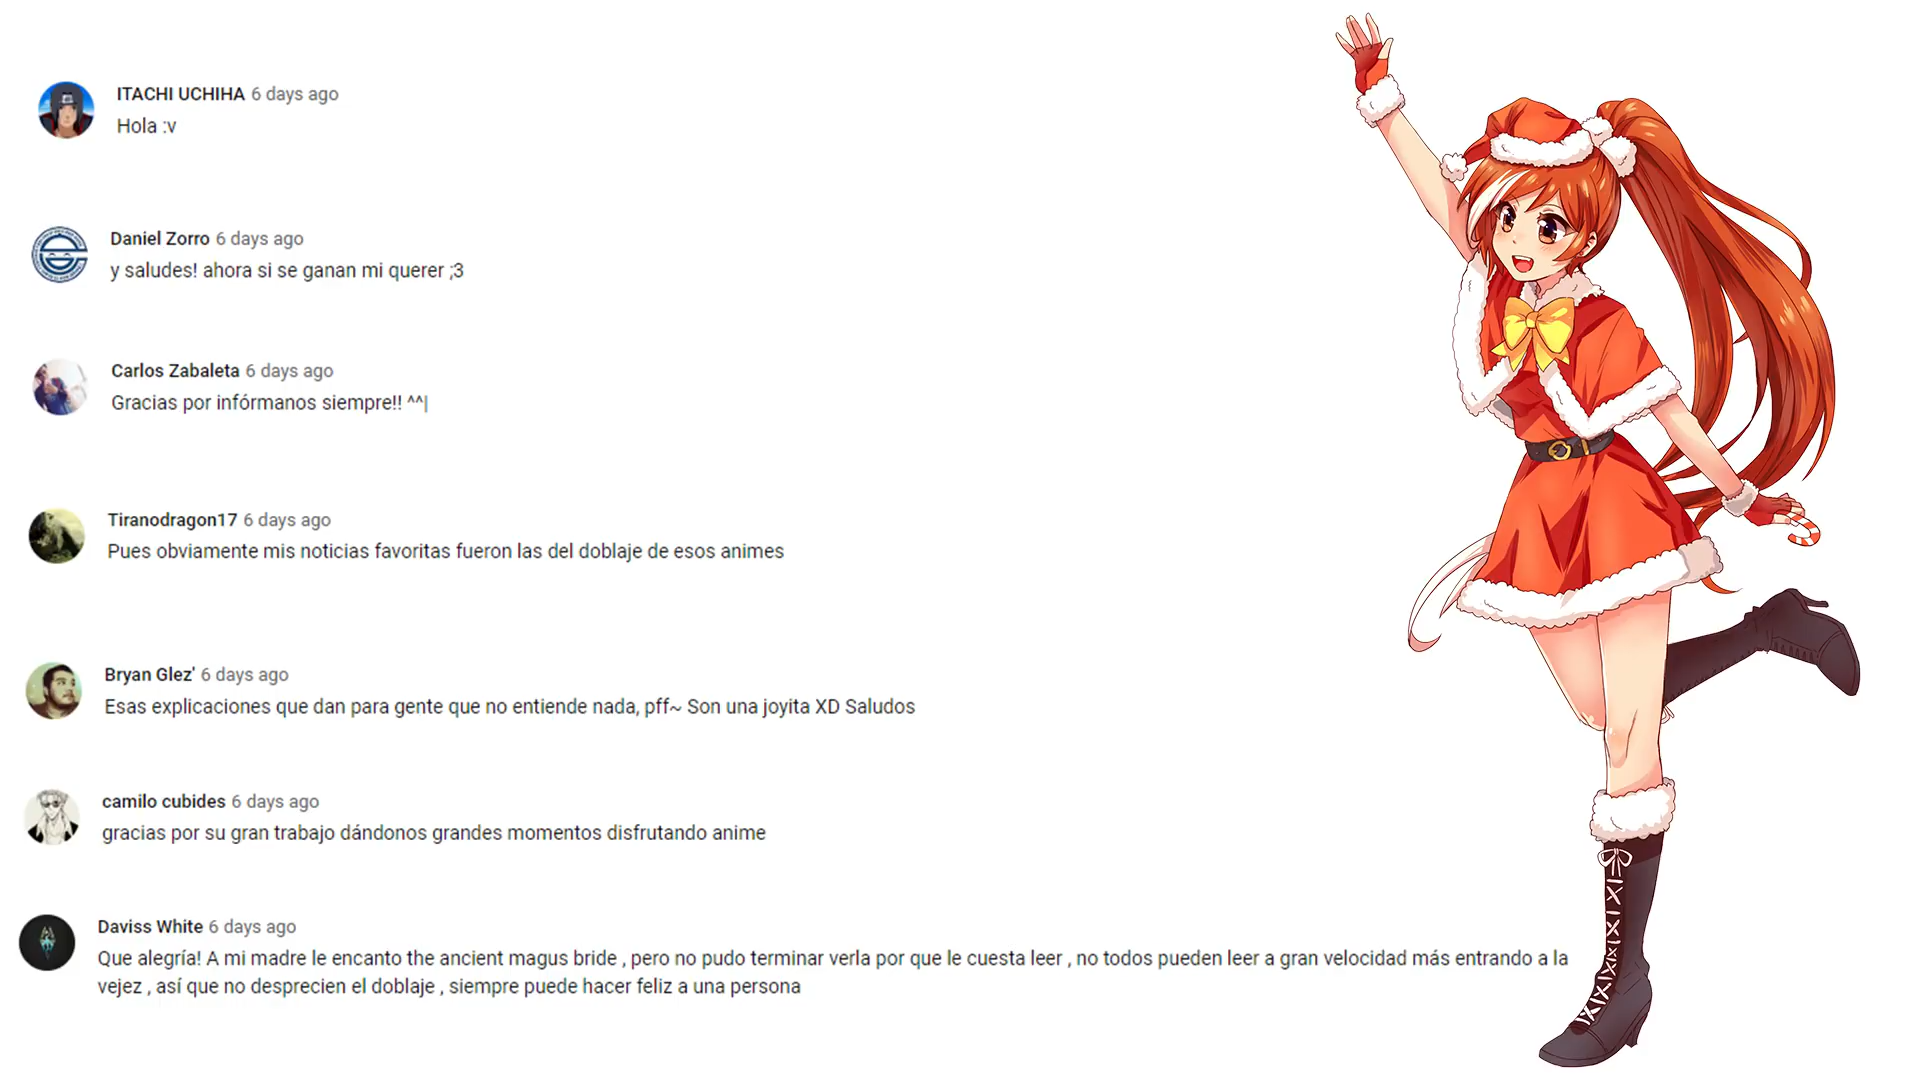 ITACHI UCHIHA 6 days ago
Hola :v
Daniel Zorro 6 days ago
y saludes! ahora si se ganan mi querer ;3
Carlos Zabaleta 6 days ago
Gracias por infórmanos siempre!! ^^|
Tiranodragon17 6 days ago
Pues obviamente mis noticias favoritas fueron las del doblaje de esos animes
Bryan Glez' 6 days ago
Esas explicaciones que dan para gente que no entiende nada, pff~ Son una joyita XD Saludos
camilo cubides 6 days ago
gracias por su gran trabajo dándonos grandes momentos disfrutando anime
Daviss White 6 days ago
Que alegría! A mi madre le encanto the ancient magus bride , pero no pudo terminar verla por que le cuesta leer , no todos pueden leer a gran velocidad más entrando a la
vejez , así que no desprecien el doblaje , siempre puede hacer feliz a una persona